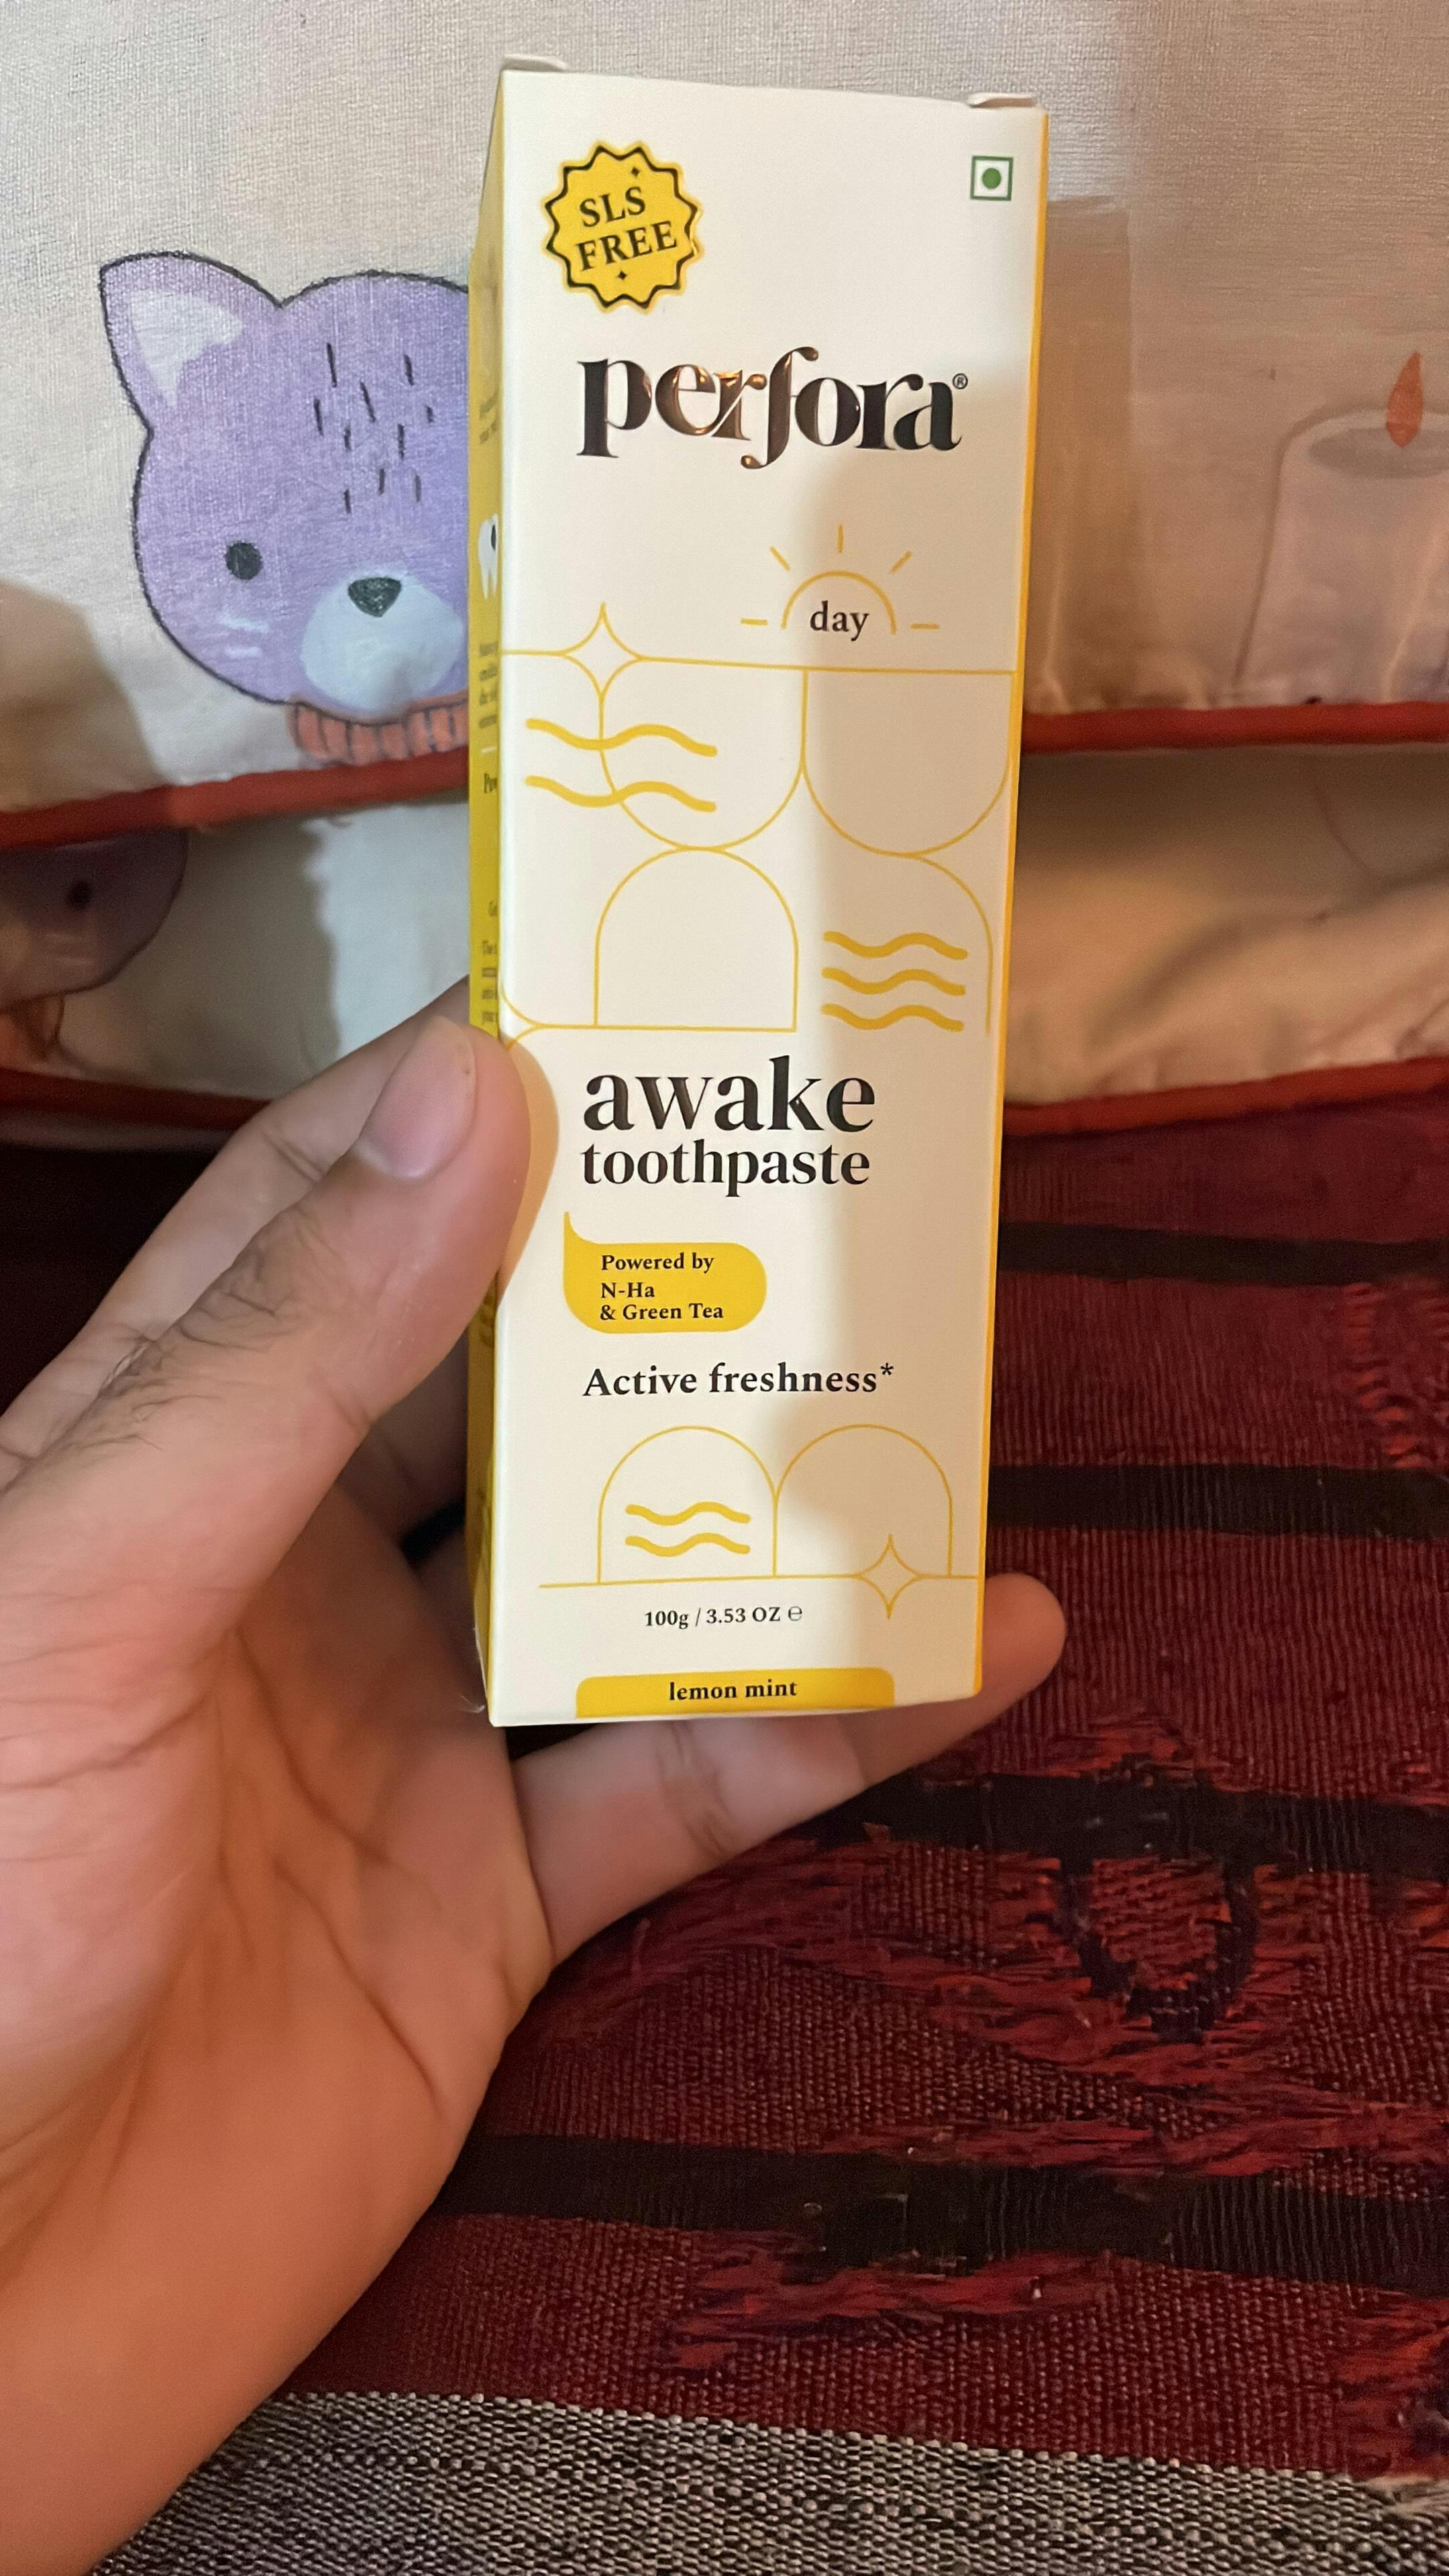 SLS
FREE
perfora®
day
awake
toothpaste
Powered by
N-Ha
& Green Tea
Active freshness*
100g / 3.53 OZ ℮
lemon mint